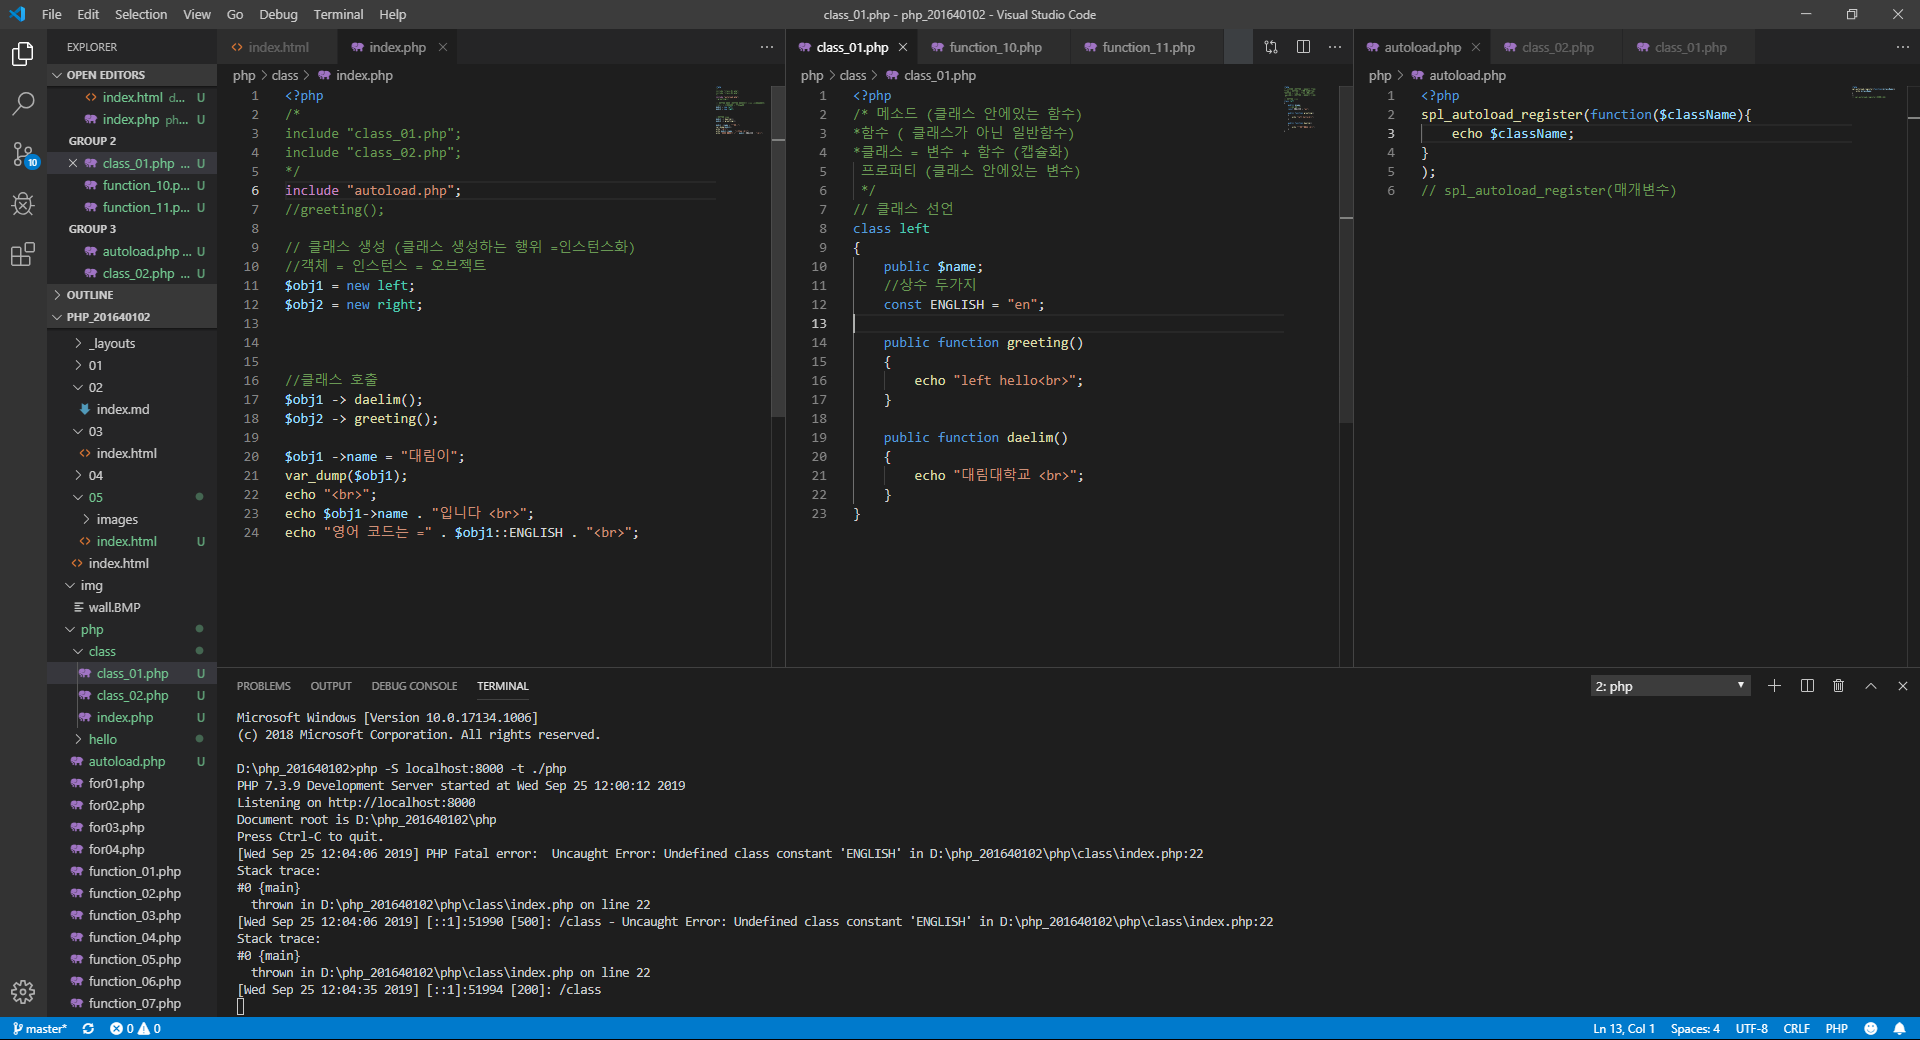 File Edit Selection View Go Debug Terminal Help
class_01.php - php_201640102 - Visual Studio Code
EXPLORER
OPEN EDITORS
index.html d... U
index.php ph... U
GROUP 2
class_01.php ... U
function_10.p... U
function_11.p... U
GROUP 3
autoload.php ... U
class_02.php ... U
OUTLINE
PHP_201640102
_layouts
01
02
index.md
03
index.html
04
05
images
index.html U
index.html
img
wall.BMP
php
class
class_01.php U
class_02.php U
index.php U
hello
autoload.php U
for01.php
for02.php
for03.php
for04.php
function_01.php
function_02.php
function_03.php
function_04.php
function_05.php
function_06.php
function_07.php
10
index.html index.php
php > class > index.php
1 <?php
2 /*
3 include "class_01.php";
4 include "class_02.php";
5 */
6 include "autoload.php";
7 //greeting();
8
9 // 클래스 생성 (클래스 생성하는 행위 =인스턴스화)
10 //객체 = 인스턴스 = 오브젝트
11 $obj1 = new left;
12 $obj2 = new right;
13
14
15
16 //클래스 호출
17 $obj1 -> daelim();
18 $obj2 -> greeting();
19
20 $obj1 ->name = "대림이";
21 var_dump($obj1);
22 echo "<br>";
23 echo $obj1->name . "입니다 <br>";
24 echo "영어 코드는 =" . $obj1::ENGLISH . "<br>";
class_01.php function_10.php function_11.php
php > class > class_01.php
1 <?php
2 /* 메소드 (클래스 안에있는 함수)
3 *함수 ( 클래스가 아닌 일반함수)
4 *클래스 = 변수 + 함수 (캡슐화)
5 프로퍼티 (클래스 안에있는 변수)
6 */
7 // 클래스 선언
8 class left
9 {
10 public $name;
11 //상수 두가지
12 const ENGLISH = "en";
13
14 public function greeting()
15 {
16 echo "left hello<br>";
17 }
18
19 public function daelim()
20 {
21 echo "대림대학교 <br>";
22 }
23 }
autoload.php class_02.php class_01.php
php > autoload.php
1 <?php
2 spl_autoload_register(function($className){
3 echo $className;
4 }
5 );
6 // spl_autoload_register(매개변수)
PROBLEMS OUTPUT DEBUG CONSOLE TERMINAL
2: php
Microsoft Windows [Version 10.0.17134.1006]
(c) 2018 Microsoft Corporation. All rights reserved.
D:\php_201640102>php -S localhost:8000 -t ./php
PHP 7.3.9 Development Server started at Wed Sep 25 12:00:12 2019
Listening on http://localhost:8000
Document root is D:\php_201640102\php
Press Ctrl-C to quit.
[Wed Sep 25 12:04:06 2019] PHP Fatal error:  Uncaught Error: Undefined class constant 'ENGLISH' in D:\php_201640102\php\class\index.php:22
Stack trace:
#0 {main}
thrown in D:\php_201640102\php\class\index.php on line 22
[Wed Sep 25 12:04:06 2019] [::1]:51990 [500]: /class - Uncaught Error: Undefined class constant 'ENGLISH' in D:\php_201640102\php\class\index.php:22
Stack trace:
#0 {main}
thrown in D:\php_201640102\php\class\index.php on line 22
[Wed Sep 25 12:04:35 2019] [::1]:51994 [200]: /class
master* 0 0
Ln 13, Col 1 Spaces: 4 UTF-8 CRLF PHP